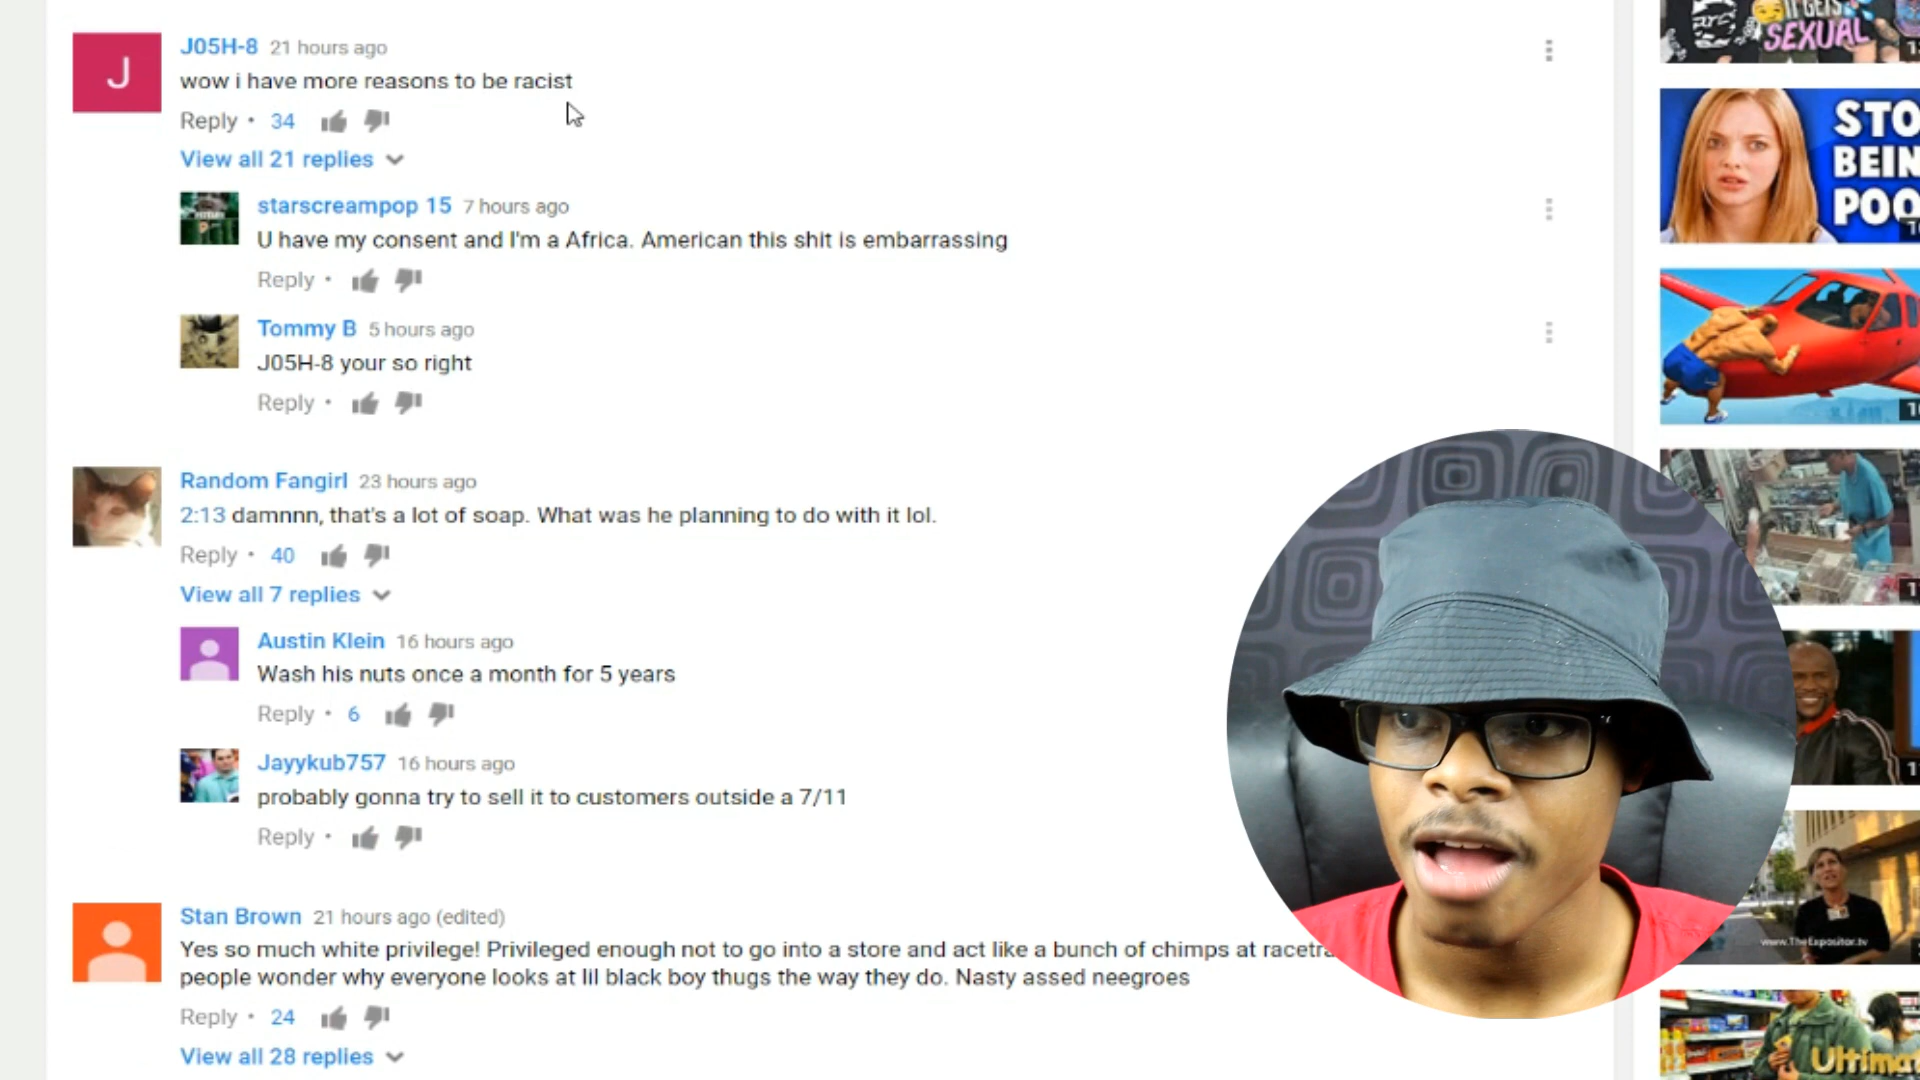 J
J05H-8 21 hours ago
wow i have more reasons to be racist
Reply • 34
View all 21 replies
starscreampop 15 7 hours ago
U have my consent and I'm a Africa. American this shit is embarrassing
Reply •
Tommy B 5 hours ago
J05H-8 your so right
Reply •
Random Fangirl 23 hours ago
2:13 damnnn, that's a lot of soap. What was he planning to do with it lol.
Reply • 40
View all 7 replies
Austin Klein 16 hours ago
Wash his nuts once a month for 5 years
Reply • 6
Jayykub757 16 hours ago
probably gonna try to sell it to customers outside a 7/11
Reply •
Stan Brown 21 hours ago (edited)
Yes so much white privilege! Privileged enough not to go into a store and act like a bunch of chimps at racetra
people wonder why everyone looks at lil black boy thugs the way they do. Nasty assed neegroes
Reply • 24
View all 28 replies
IT GETS
SEXUAL
STO
BEIN
POO
www.TheExpositor.tv
Ultima